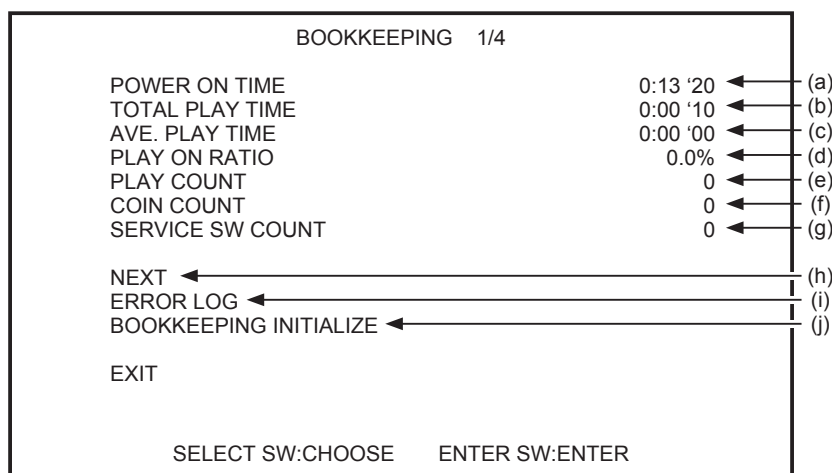 BOOKKEEPING 1/4
POWER ON TIME 0:13 ‘20 (a)
TOTAL PLAY TIME 0:00 ‘10 (b)
AVE. PLAY TIME 0:00 ‘00 (c)
PLAY ON RATIO 0.0% (d)
PLAY COUNT 0 (e)
COIN COUNT 0 (f)
SERVICE SW COUNT 0 (g)
NEXT (h)
ERROR LOG (i)
BOOKKEEPING INITIALIZE (j)
EXIT
SELECT SW:CHOOSE ENTER SW:ENTER